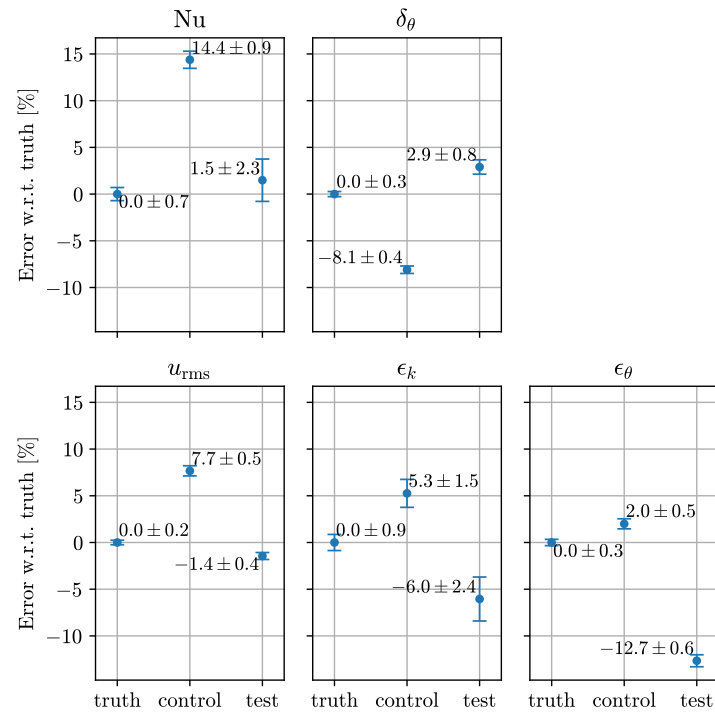 Nu
δ_θ
Error w.r.t. truth [%]
15
10
5
0
−5
−10
0.0 ± 0.7
14.4 ± 0.9
1.5 ± 2.3
0.0 ± 0.3
−8.1 ± 0.4
2.9 ± 0.8
u_rms
ϵ_k
ϵ_θ
Error w.r.t. truth [%]
15
10
5
0
−5
−10
0.0 ± 0.2
7.7 ± 0.5
−1.4 ± 0.4
0.0 ± 0.9
5.3 ± 1.5
−6.0 ± 2.4
0.0 ± 0.3
2.0 ± 0.5
−12.7 ± 0.6
truth control test
truth control test
truth control test